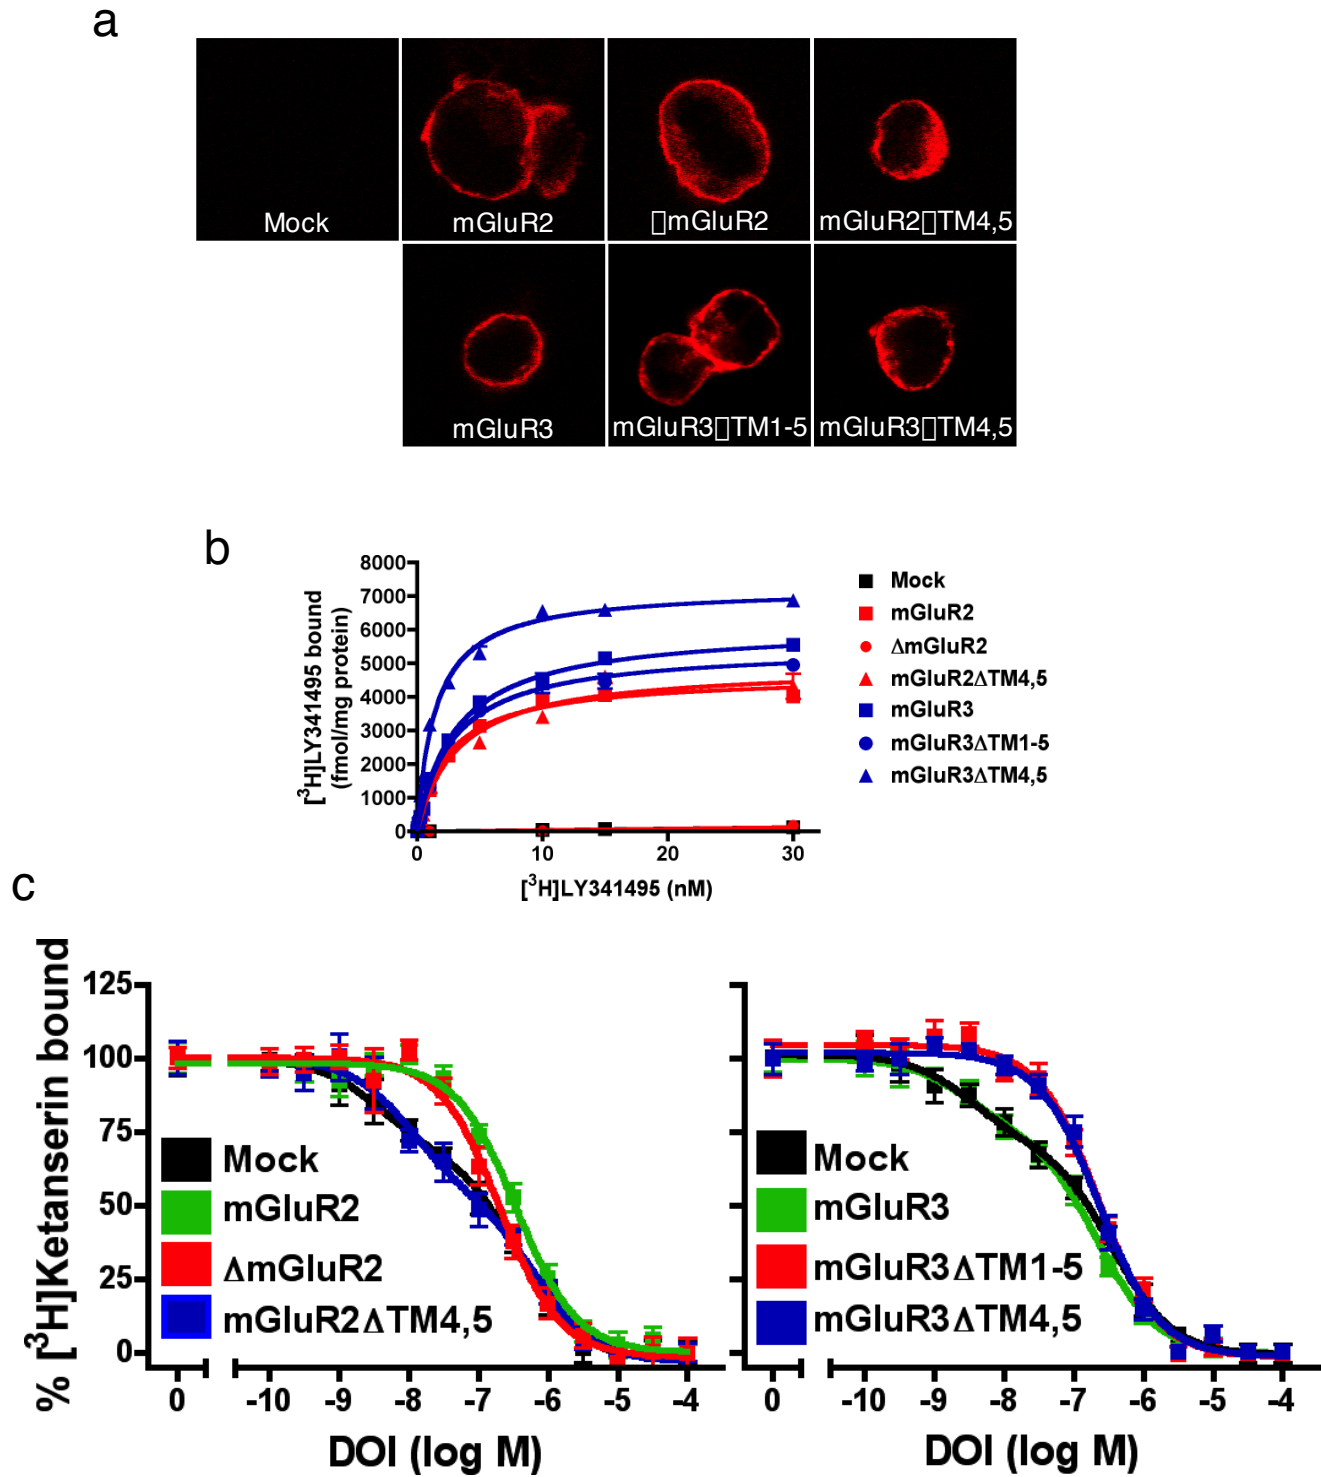 a
Mock
mGluR2
▯mGluR2
mGluR2▯TM4,5
mGluR3
mGluR3▯TM1-5
mGluR3▯TM4,5
b
8000
7000
6000
5000
4000
3000
2000
1000
0
[³H]LY341495 bound
(fmol/mg protein)
0
10
20
30
[³H]LY341495 (nM)
Mock
mGluR2
ΔmGluR2
mGluR2ΔTM4,5
mGluR3
mGluR3ΔTM1-5
mGluR3ΔTM4,5
c
% [³H]Ketanserin bound
125
100
75
50
25
0
Mock
mGluR2
ΔmGluR2
mGluR2ΔTM4,5
0 -10 -9 -8 -7 -6 -5 -4
DOI (log M)
Mock
mGluR3
mGluR3ΔTM1-5
mGluR3ΔTM4,5
0 -10 -9 -8 -7 -6 -5 -4
DOI (log M)